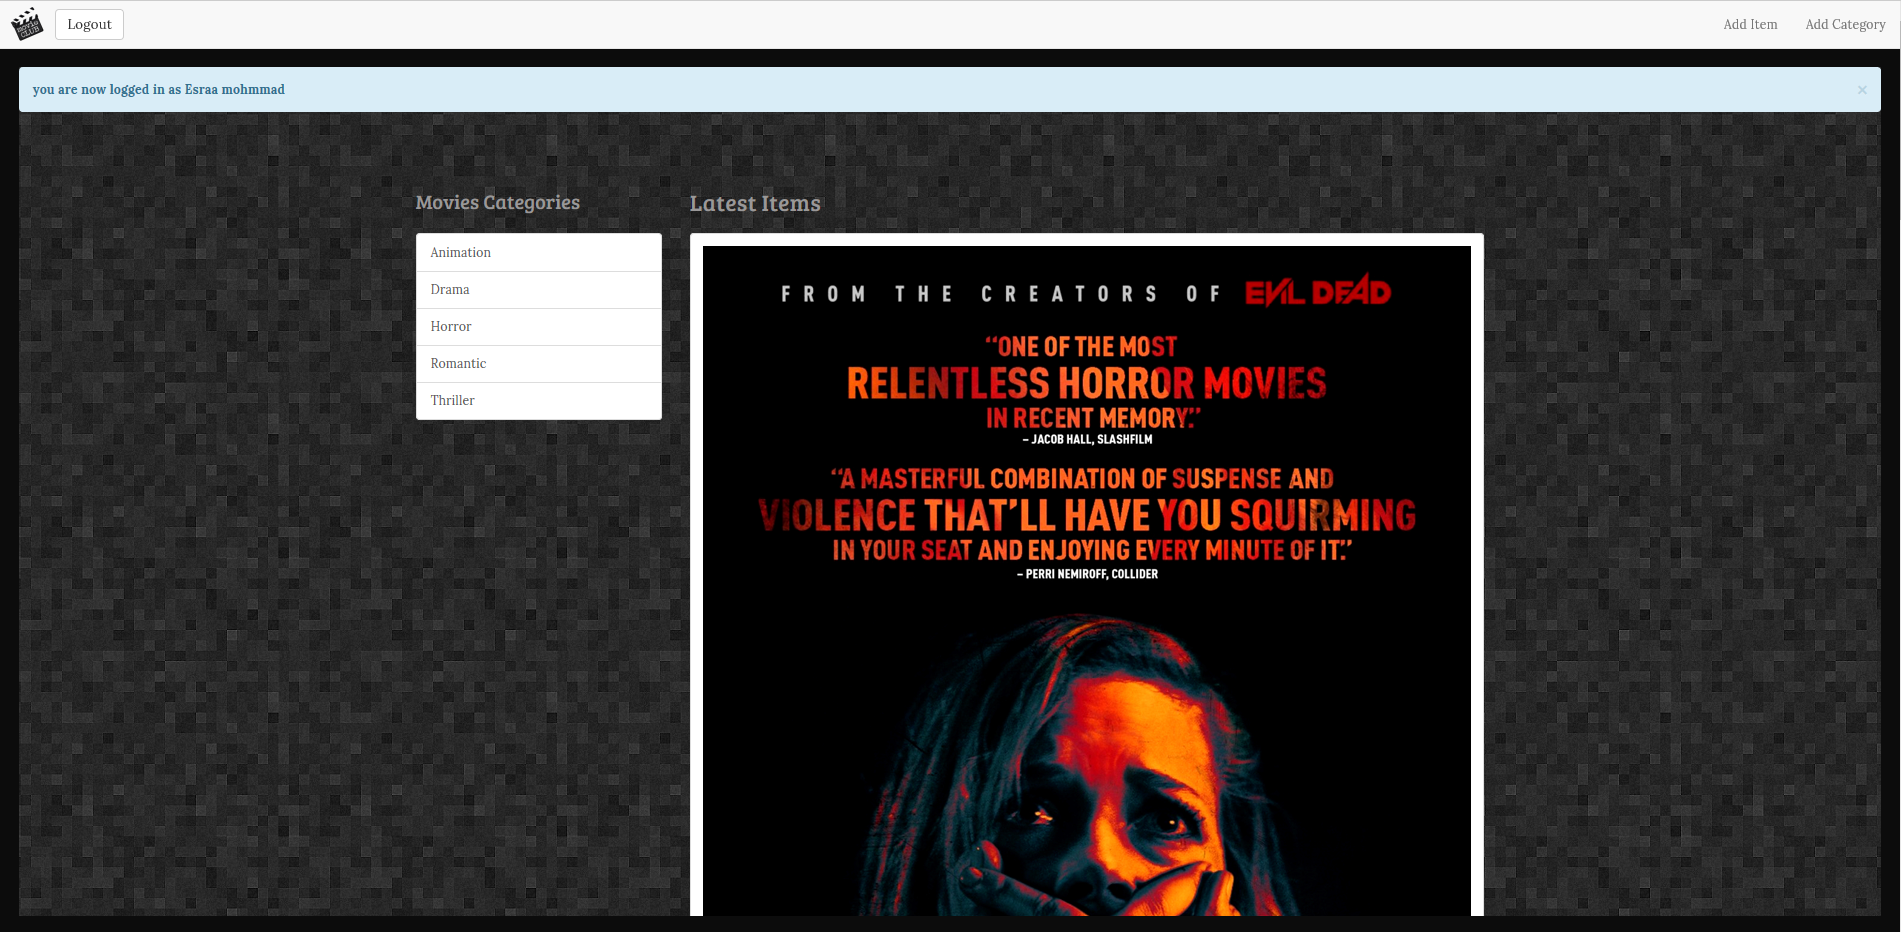 MOVIE
CLUB
Logout
Add Item
Add Category
you are now logged in as Esraa mohmmad
×
Movies Categories
Animation
Drama
Horror
Romantic
Thriller
Latest Items
FROM THE CREATORS OF EVIL DEAD
“ONE OF THE MOST
RELENTLESS HORROR MOVIES
IN RECENT MEMORY.”
– JACOB HALL, SLASHFILM
“A MASTERFUL COMBINATION OF SUSPENSE AND
VIOLENCE THAT’LL HAVE YOU SQUIRMING
IN YOUR SEAT AND ENJOYING EVERY MINUTE OF IT.”
– PERRI NEMIROFF, COLLIDER